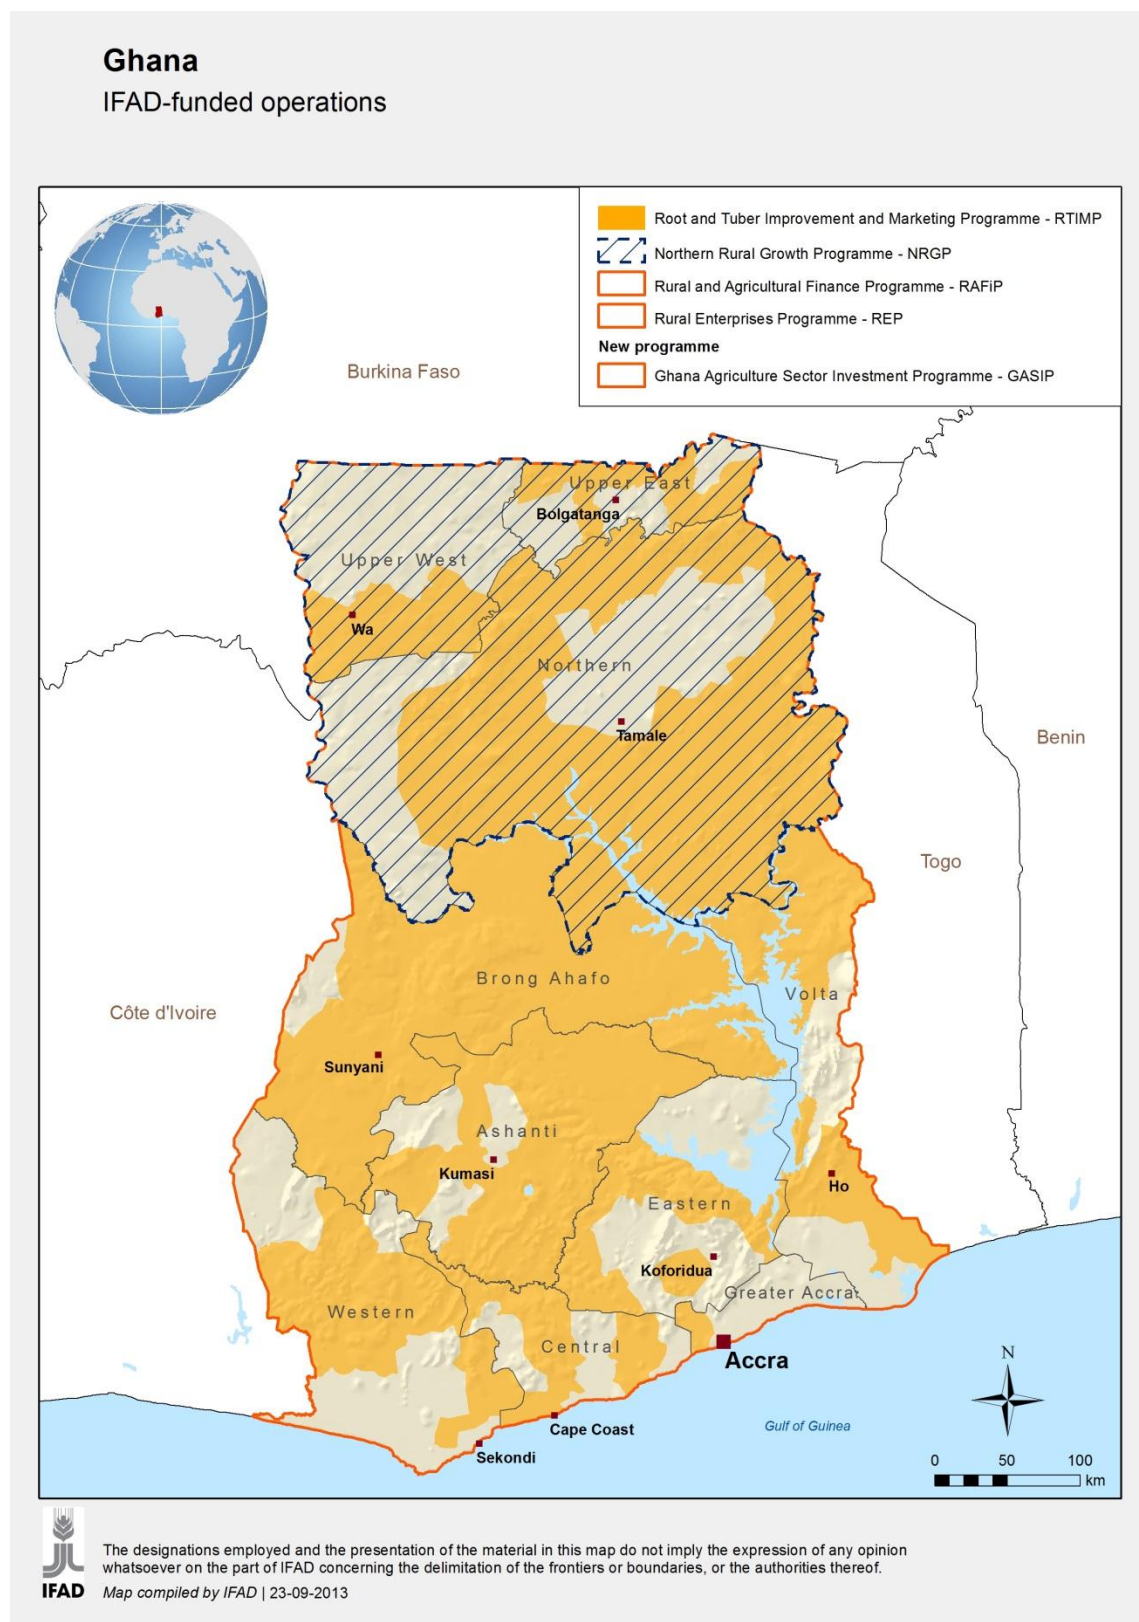 Ghana
IFAD-funded operations
Root and Tuber Improvement and Marketing Programme - RTIMP
Northern Rural Growth Programme - NRGP
Rural and Agricultural Finance Programme - RAFiP
Rural Enterprises Programme - REP
New programme
Ghana Agriculture Sector Investment Programme - GASIP
Burkina Faso
Upper East
Bolgatanga
Upper West
Wa
Northern
Tamale
Benin
Togo
Brong Ahafo
Volta
Côte d'Ivoire
Sunyani
Ashanti
Kumasi
Ho
Eastern
Koforidua
Greater Accra
Western
Central
Accra
N
Cape Coast
Gulf of Guinea
Sekondi
0 50 100
km
IFAD
The designations employed and the presentation of the material in this map do not imply the expression of any opinion
whatsoever on the part of IFAD concerning the delimitation of the frontiers or boundaries, or the authorities thereof.
Map compiled by IFAD | 23-09-2013